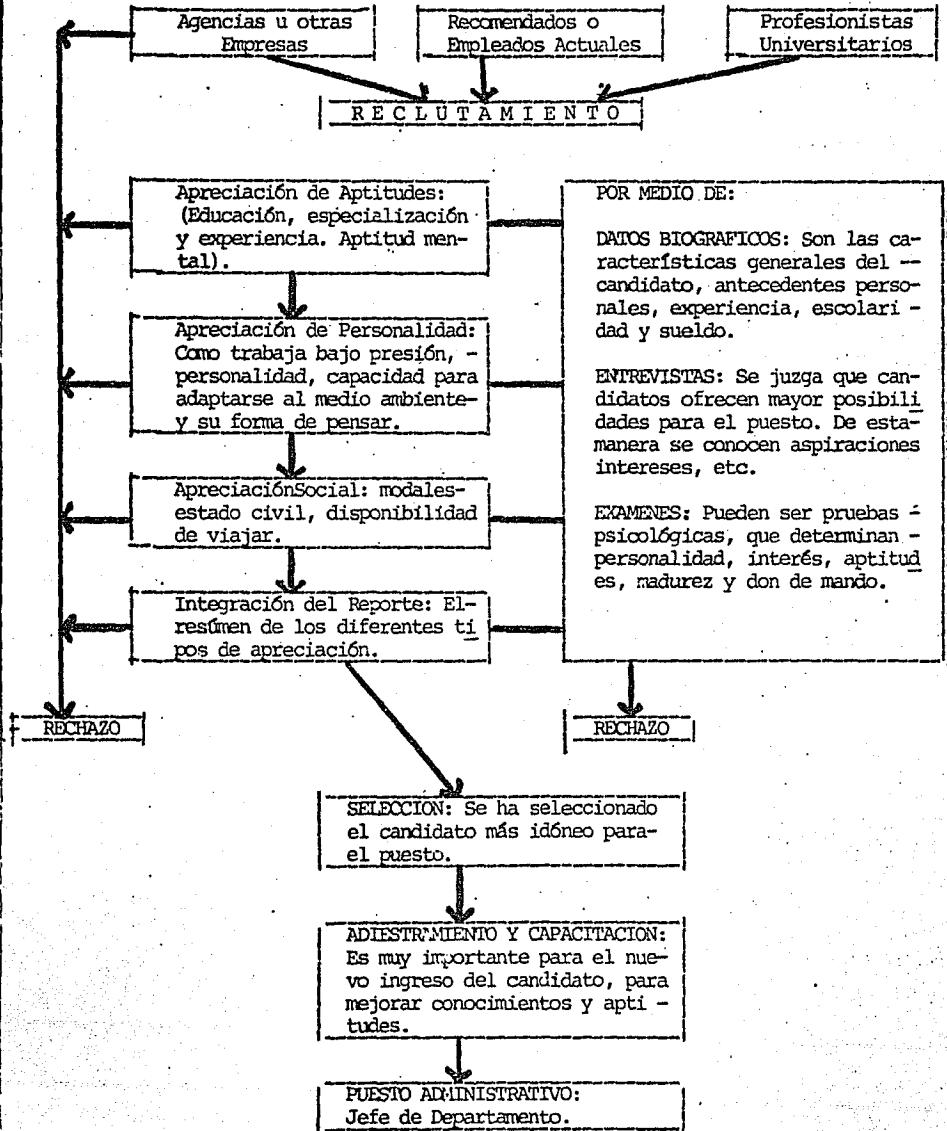 Agencias u otras
Empresas
Recomendados o
Empleados Actuales
Profesionistas
Universitarios
RECLUTAMIENTO
Apreciación de Aptitudes:
(Educación, especialización
y experiencia. Aptitud men-
tal).
Apreciación de Personalidad:
Como trabaja bajo presión, -
personalidad, capacidad para
adaptarse al medio ambiente-
y su forma de pensar.
ApreciaciónSocial: modales-
estado civil, disponibilidad
de viajar.
Integración del Reporte: El-
resúmen de los diferentes ti
pos de apreciación.
POR MEDIO DE:
DATOS BIOGRAFICOS: Son las ca-
racterísticas generales del --
candidato, antecedentes perso-
nales, experiencia, escolari -
dad y sueldo.
ENTREVISTAS: Se juzga que can-
didatos ofrecen mayor posibili
dades para el puesto. De esta-
manera se conocen aspiraciones
intereses, etc.
EXAMENES: Pueden ser pruebas -
psicológicas, que determinan -
personalidad, interés, aptitud
es, madurez y don de mando.
RECHAZO
RECHAZO
SELECCION: Se ha seleccionado
el candidato más idóneo para-
el puesto.
ADIESTRAMIENTO Y CAPACITACION:
Es muy importante para el nue-
vo ingreso del candidato, para
mejorar conocimientos y apti -
tudes.
PUESTO ADMINISTRATIVO:
Jefe de Departamento.